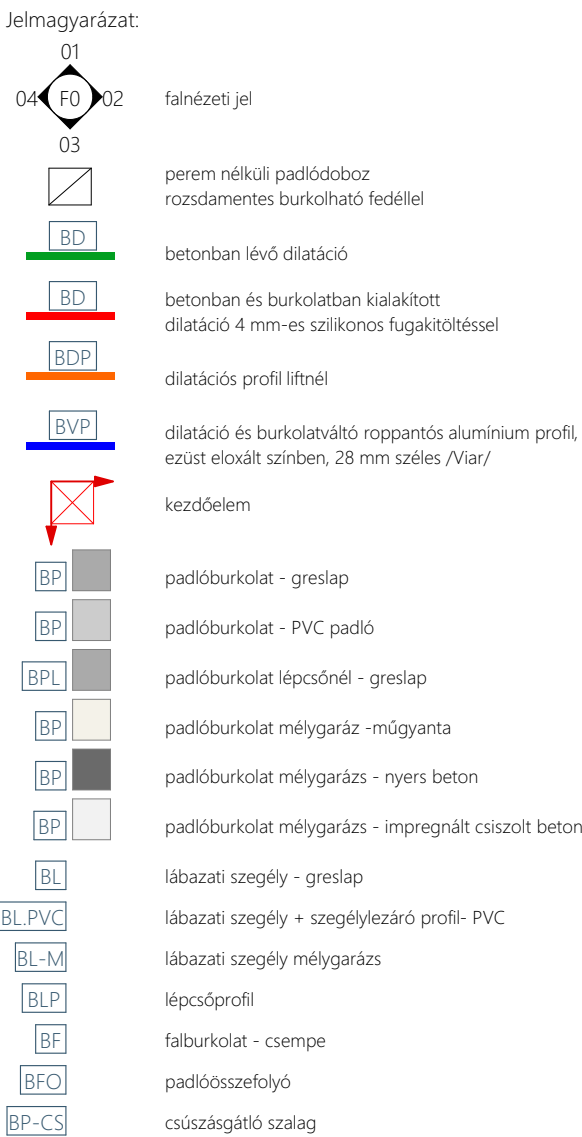 Jelmagyarázat:
01
04 F0 02 falnézeti jel
03
perem nélküli padlódoboz
rozsdamentes burkolható fedéllel
BD
betonban lévő dilatáció
BD betonban és burkolatban kialakított
dilatáció 4 mm-es szilikonos fugakitöltéssel
BDP
dilatációs profil liftnél
BVP dilatáció és burkolatváltó roppantós alumínium profil,
ezüst eloxált színben, 28 mm széles /Viar/
kezdőelem
BP padlóburkolat - greslap
BP padlóburkolat - PVC padló
BPL padlóburkolat lépcsőnél - greslap
BP padlóburkolat mélygaráz -műgyanta
BP padlóburkolat mélygarázs - nyers beton
BP padlóburkolat mélygarázs - impregnált csiszolt beton
BL lábazati szegély - greslap
BL.PVC lábazati szegély + szegélylezáró profil- PVC
BL-M lábazati szegély mélygarázs
BLP lépcsőprofil
BF falburkolat - csempe
BFO padlóösszefolyó
BP-CS csúszásgátló szalag